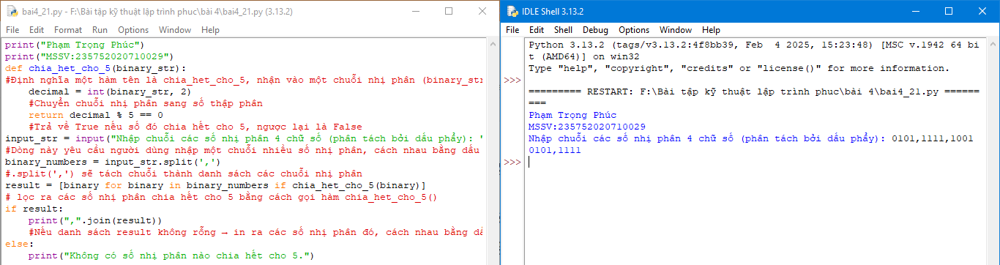 bai4_21.py - F:\Bài tập kỹ thuật lập trình phuc\bài 4\bai4_21.py (3.13.2)
File Edit Format Run Options Window Help
print("Phạm Trọng Phúc")
print("MSSV:235752020710029")
def chia_het_cho_5(binary_str):
#Định nghĩa một hàm tên là chia_het_cho_5, nhận vào một chuỗi nhị phân (binary_str
    decimal = int(binary_str, 2)
    #Chuyển chuỗi nhị phân sang số thập phân
    return decimal % 5 == 0
    #Trả về True nếu số đó chia hết cho 5, ngược lại là False
input_str = input("Nhập chuỗi các số nhị phân 4 chữ số (phân tách bởi dấu phẩy): "
#Dòng này yêu cầu người dùng nhập một chuỗi nhiều số nhị phân, cách nhau bằng dấu
binary_numbers = input_str.split(',')
#.split(',') sẽ tách chuỗi thành danh sách các chuỗi nhị phân
result = [binary for binary in binary_numbers if chia_het_cho_5(binary)]
# lọc ra các số nhị phân chia hết cho 5 bằng cách gọi hàm chia_het_cho_5()
if result:
    print(",".join(result))
    #Nếu danh sách result không rỗng → in ra các số nhị phân đó, cách nhau bằng
else:
    print("Không có số nhị phân nào chia hết cho 5.")
IDLE Shell 3.13.2
File Edit Shell Debug Options Window Help
Python 3.13.2 (tags/v3.13.2:4f8bb39, Feb  4 2025, 15:23:48) [MSC v.1942 64 bi
t (AMD64)] on win32
Type "help", "copyright", "credits" or "license()" for more information.
>>>
========= RESTART: F:\Bài tập kỹ thuật lập trình phuc\bài 4\bai4_21.py ======
===
Phạm Trọng Phúc
MSSV:235752020710029
Nhập chuỗi các số nhị phân 4 chữ số (phân tách bởi dấu phẩy): 0101,1111,1001
0101,1111
>>>